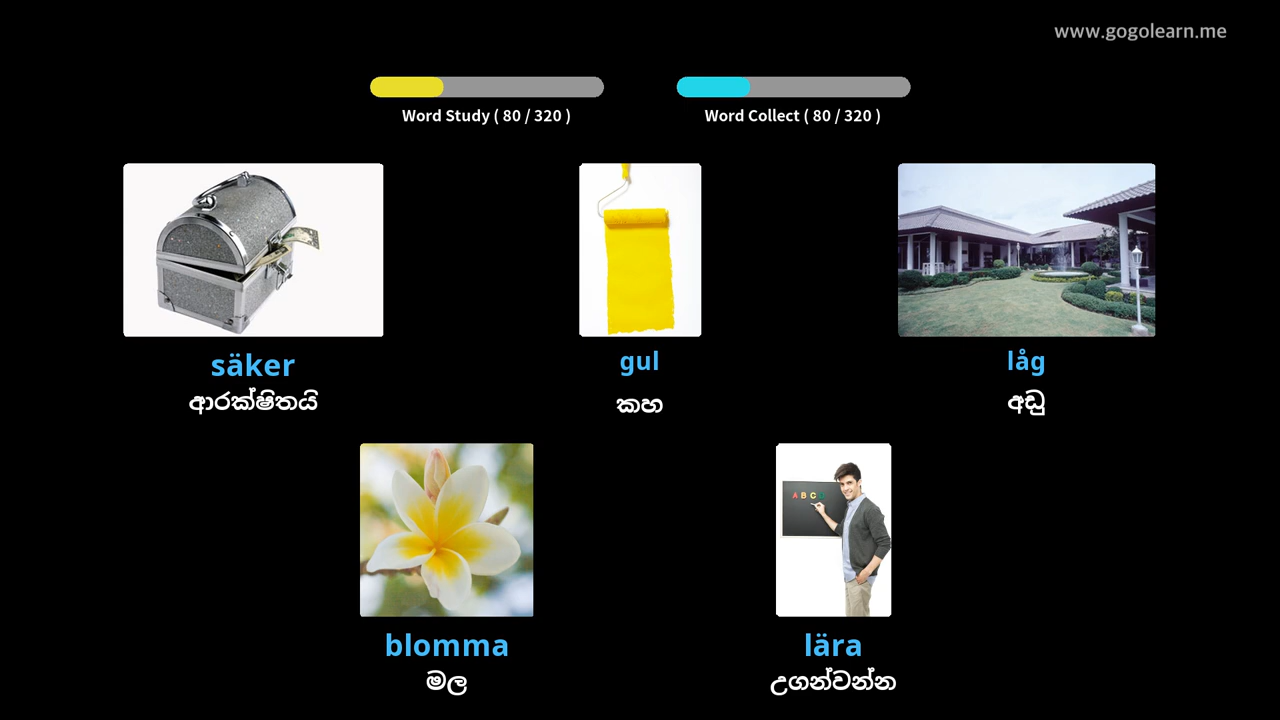 www.gogolearn.me
Word Study ( 80 / 320 )
Word Collect ( 80 / 320 )
säker
ආරක්ෂිතයි
gul
කහ
låg
අඩු
A B C D
blomma
මල
lära
උගන්වන්න